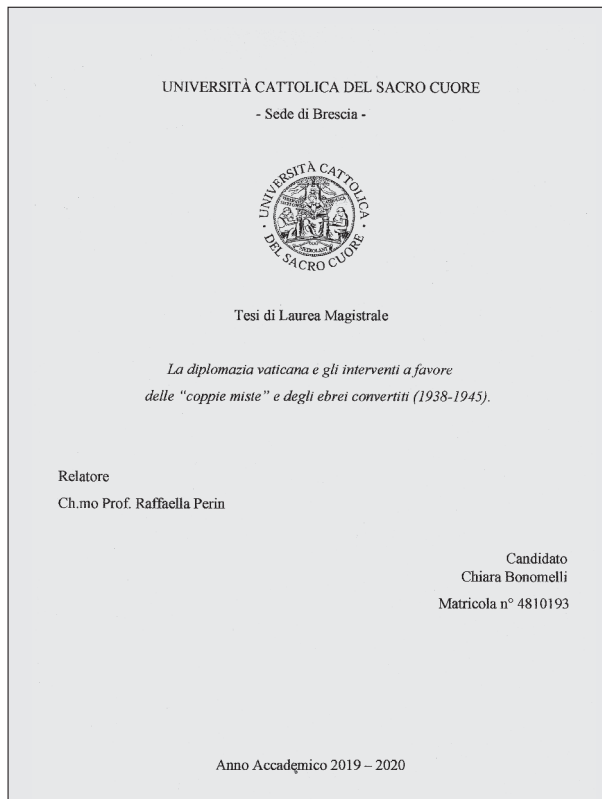 UNIVERSITÀ CATTOLICA DEL SACRO CUORE
- Sede di Brescia -
· UNIVERSITÀ CATTOLICA ·
DEL SACRO CUORE
Tesi di Laurea Magistrale
La diplomazia vaticana e gli interventi a favore
delle “coppie miste” e degli ebrei convertiti (1938-1945).
Relatore
Ch.mo Prof. Raffaella Perin
Candidato
Chiara Bonomelli
Matricola n° 4810193
Anno Accademico 2019 – 2020